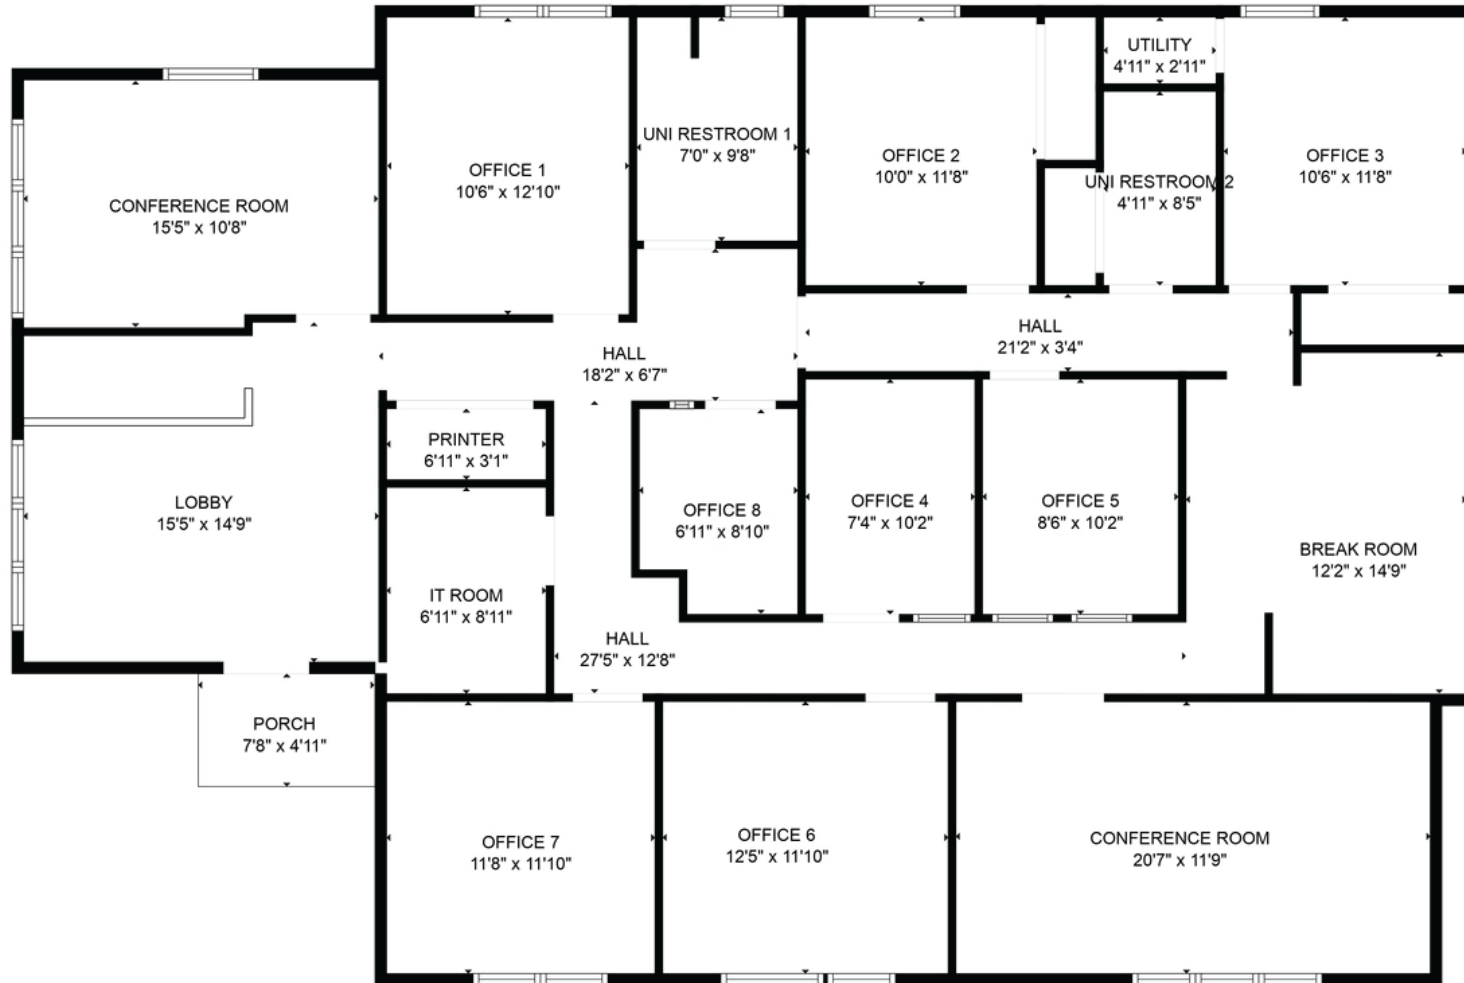 UTILITY
4'11" x 2'11"
UNI RESTROOM 1
7'0" x 9'8"
OFFICE 2
10'0" x 11'8"
OFFICE 3
10'6" x 11'8"
OFFICE 1
10'6" x 12'10"
UNI RESTROOM 2
4'11" x 8'5"
CONFERENCE ROOM
15'5" x 10'8"
HALL
21'2" x 3'4"
HALL
18'2" x 6'7"
PRINTER
6'11" x 3'1"
LOBBY
15'5" x 14'9"
OFFICE 8
6'11" x 8'10"
OFFICE 4
7'4" x 10'2"
OFFICE 5
8'6" x 10'2"
BREAK ROOM
12'2" x 14'9"
IT ROOM
6'11" x 8'11"
HALL
27'5" x 12'8"
PORCH
7'8" x 4'11"
OFFICE 7
11'8" x 11'10"
OFFICE 6
12'5" x 11'10"
CONFERENCE ROOM
20'7" x 11'9"